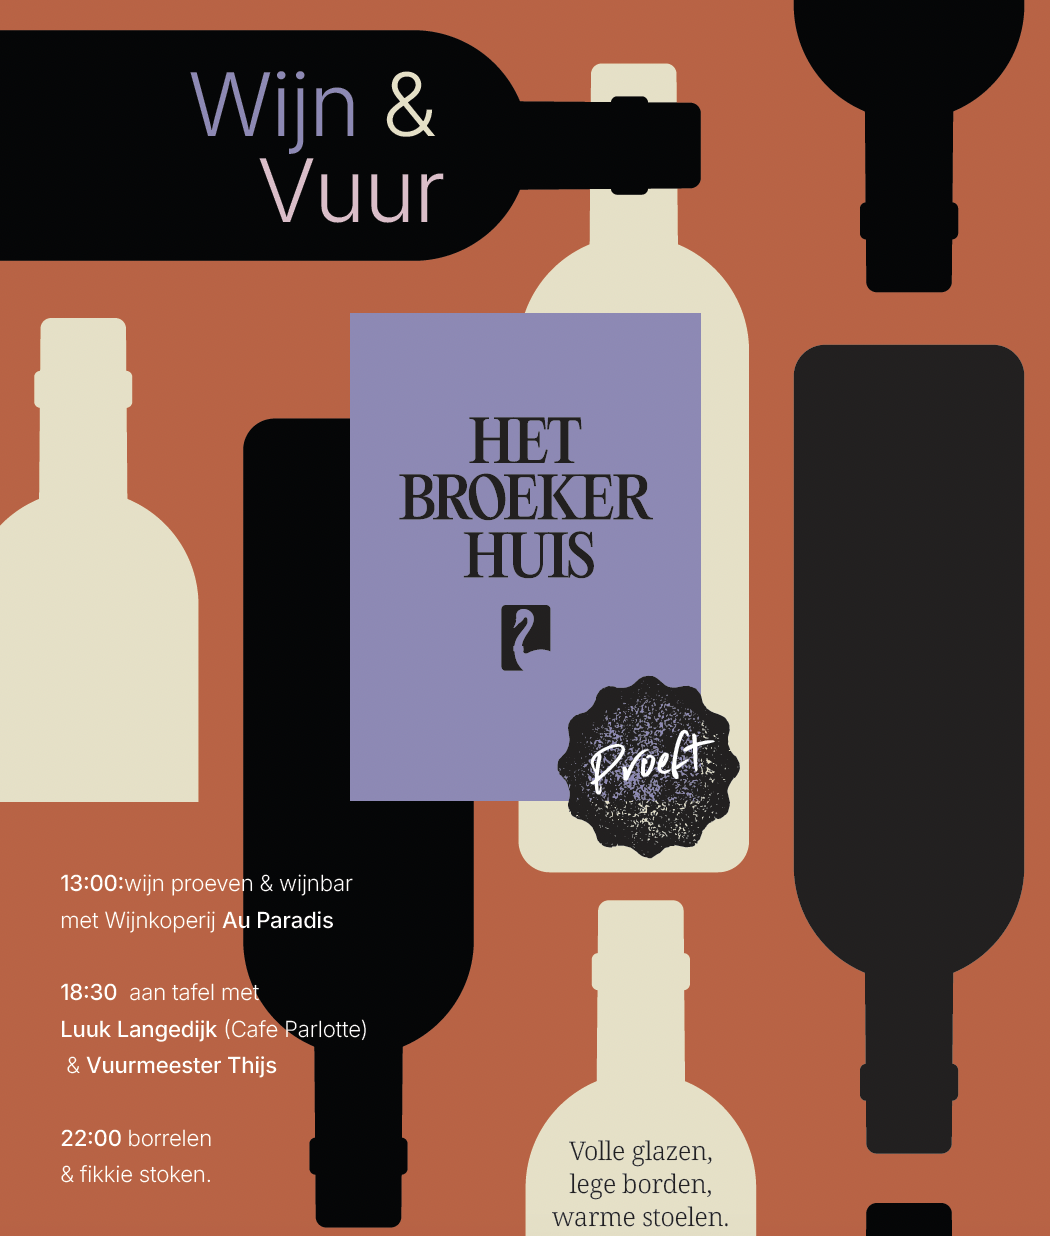 Wijn &
Vuur
HET
BROEKER
HUIS
Proeft
13:00:wijn proeven & wijnbar
met Wijnkoperij Au Paradis
18:30 aan tafel met
Luuk Langedijk (Cafe Parlotte)
& Vuurmeester Thijs
22:00 borrelen
& fikkie stoken.
Volle glazen,
lege borden,
warme stoelen.